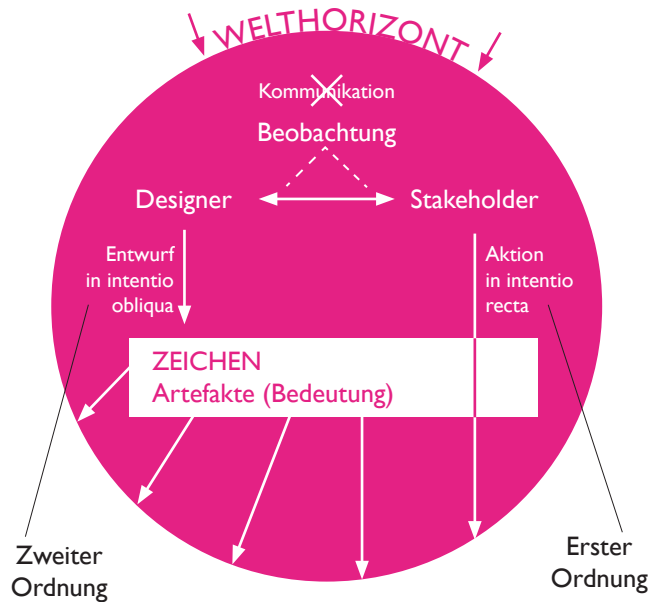 WELTHORIZONT
Kommunikation
Beobachtung
Designer
Stakeholder
Entwurf
in intentio
obliqua
Aktion
in intentio
recta
ZEICHEN
Artefakte (Bedeutung)
Zweiter
Ordnung
Erster
Ordnung